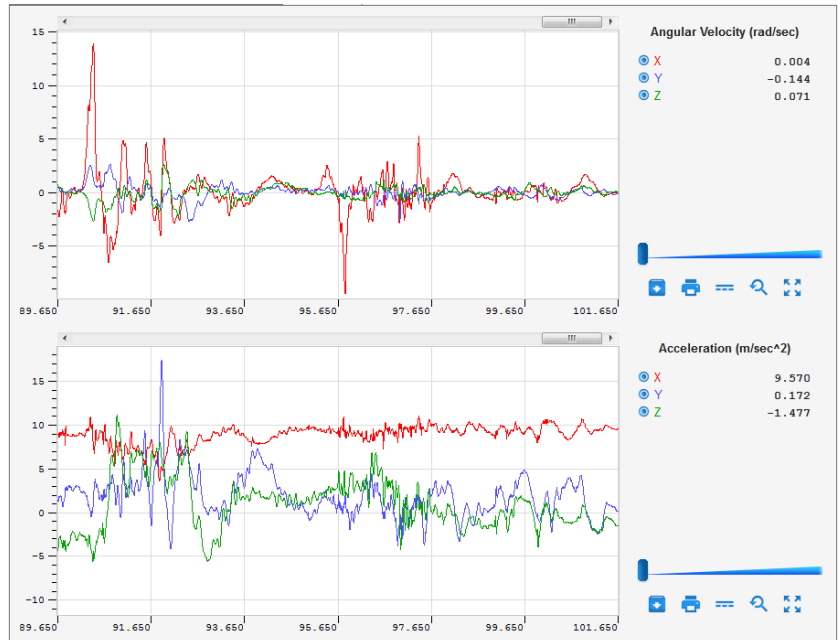 Angular Velocity (rad/sec)
X 0.004
Y -0.144
Z 0.071
15
10
5
0
-5
89.650 91.650 93.650 95.650 97.650 99.650 101.650
Acceleration (m/sec^2)
X 9.570
Y 0.172
Z -1.477
15
10
5
0
-5
-10
89.650 91.650 93.650 95.650 97.650 99.650 101.650